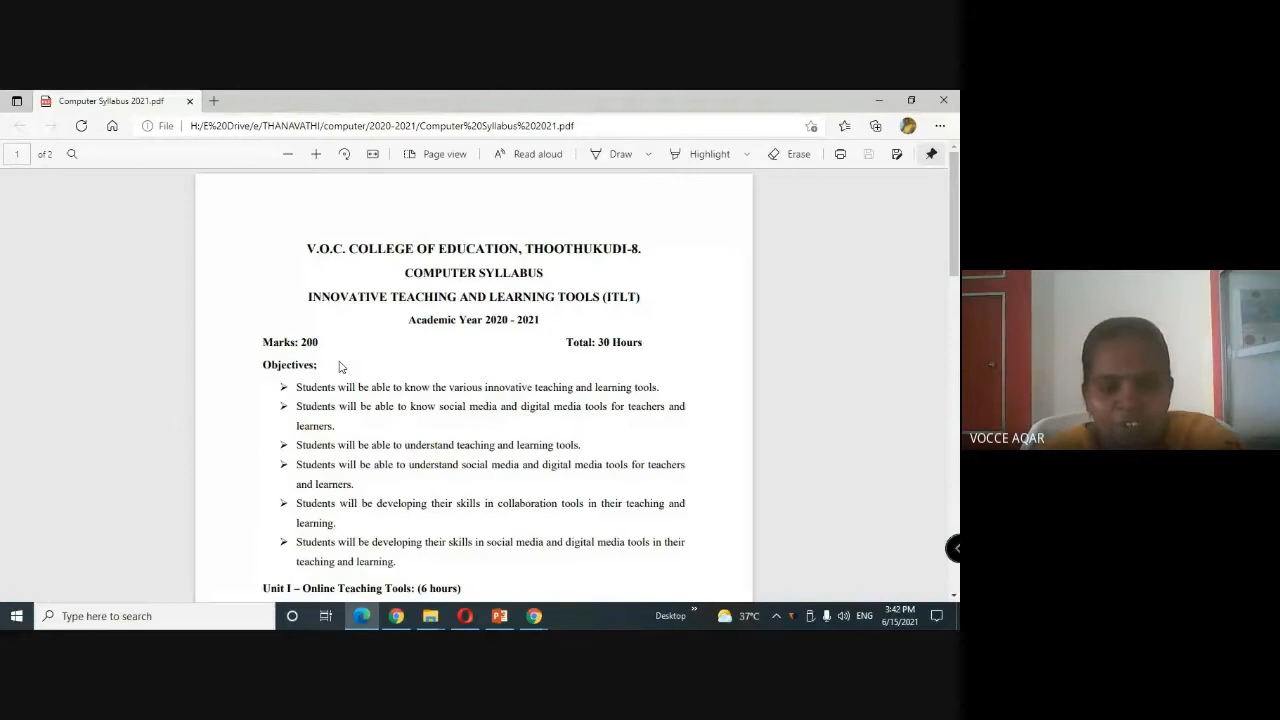 Computer Syllabus 2021.pdf
File
H:/E%20Drive/e/THANAVATHI/computer/2020-2021/Computer%20Syllabus%202021.pdf
1 of 2
Page view
Read aloud
Draw
Highlight
Erase
V.O.C. COLLEGE OF EDUCATION, THOOTHUKUDI-8.
COMPUTER SYLLABUS
INNOVATIVE TEACHING AND LEARNING TOOLS (ITLT)
Academic Year 2020 - 2021
Marks: 200 Total: 30 Hours
Objectives;
➢ Students will be able to know the various innovative teaching and learning tools.
➢ Students will be able to know social media and digital media tools for teachers and
learners.
➢ Students will be able to understand teaching and learning tools.
➢ Students will be able to understand social media and digital media tools for teachers
and learners.
➢ Students will be developing their skills in collaboration tools in their teaching and
learning.
➢ Students will be developing their skills in social media and digital media tools in their
teaching and learning.
Unit I – Online Teaching Tools: (6 hours)
VOCCE AQAR
Type here to search
Desktop
37°C
ENG
3:42 PM
6/15/2021